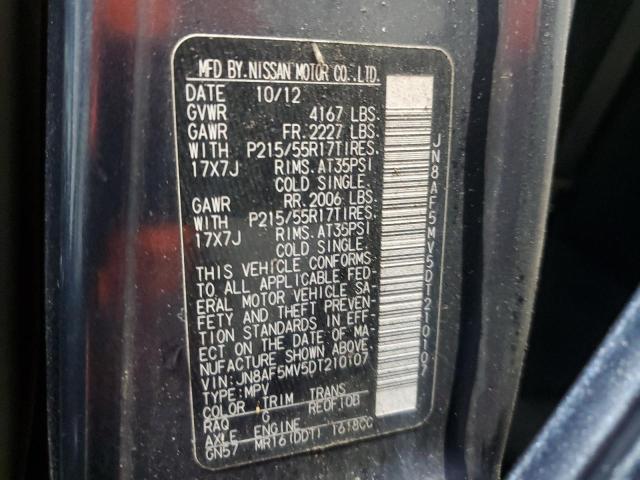 MFD BY.NISSAN MOTOR CO.,LTD.
DATE 10/12
GVWR 4167 LBS.
GAWR FR.2227 LBS.
WITH P215/55R17TIRES.
17X7J RIMS.AT35PSI
COLD SINGLE.
GAWR RR.2006 LBS.
WITH P215/55R17TIRES.
17X7J RIMS.AT35PSI
COLD SINGLE.
THIS VEHICLE CONFORMS
TO ALL APPLICABLE FED-
ERAL MOTOR VEHICLE SA-
FETY AND THEFT PREVEN-
TION STANDARDS IN EFF-
ECT ON THE DATE OF MA-
NUFACTURE SHOWN ABOVE.
VIN:JN8AF5MV5DT210107
TYPE:MPV
COLOR TRIM TRANS
RAQ G RE0F10B
AXLE ENGINE
GN57 MR16(DDT) 1618CC
JN8AF5MV5DT210107